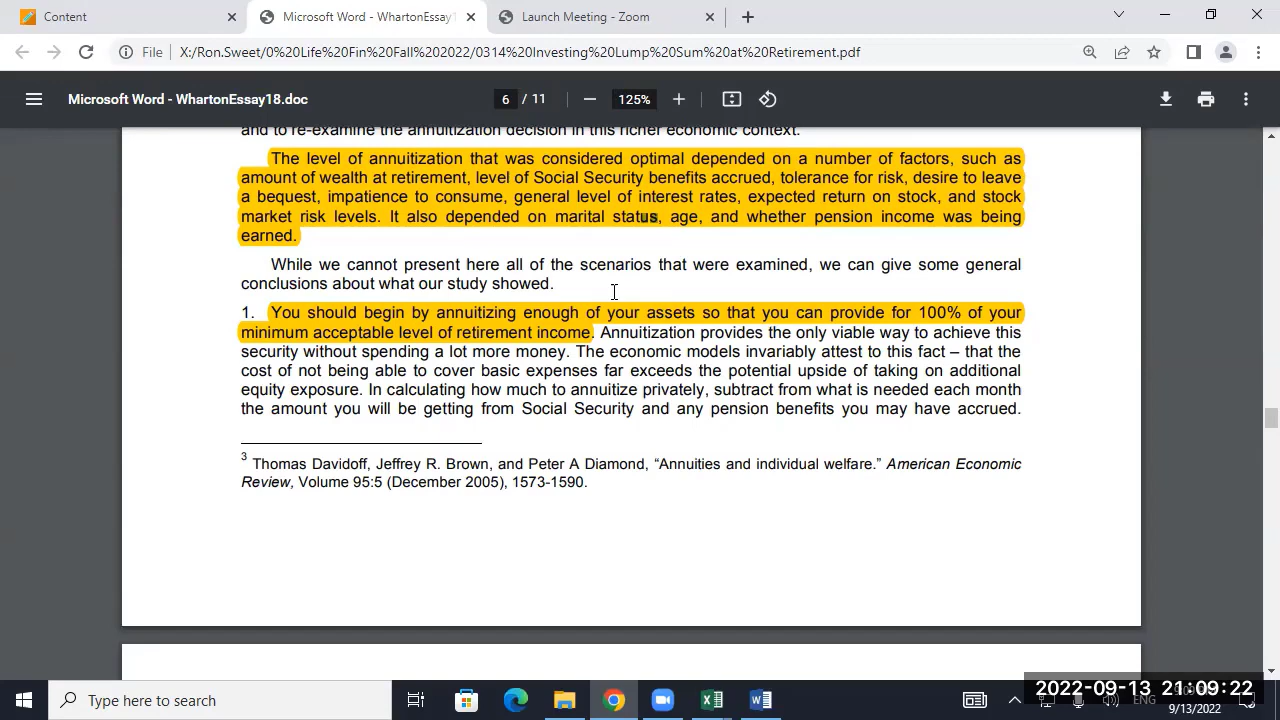 Content
Microsoft Word - WhartonEssay1
Launch Meeting - Zoom
File
X:/Ron.Sweet/0%20Life%20Fin%20Fall%202022/0314%20Investing%20Lump%20Sum%20at%20Retirement.pdf
Microsoft Word - WhartonEssay18.doc
6 / 11
125%
and to re-examine the annuitization decision in this richer economic context.
The level of annuitization that was considered optimal depended on a number of factors, such as
amount of wealth at retirement, level of Social Security benefits accrued, tolerance for risk, desire to leave
a bequest, impatience to consume, general level of interest rates, expected return on stock, and stock
market risk levels. It also depended on marital status, age, and whether pension income was being
earned.
While we cannot present here all of the scenarios that were examined, we can give some general
conclusions about what our study showed.
1. You should begin by annuitizing enough of your assets so that you can provide for 100% of your
minimum acceptable level of retirement income. Annuitization provides the only viable way to achieve this
security without spending a lot more money. The economic models invariably attest to this fact – that the
cost of not being able to cover basic expenses far exceeds the potential upside of taking on additional
equity exposure. In calculating how much to annuitize privately, subtract from what is needed each month
the amount you will be getting from Social Security and any pension benefits you may have accrued.
3 Thomas Davidoff, Jeffrey R. Brown, and Peter A Diamond, “Annuities and individual welfare.” American Economic
Review, Volume 95:5 (December 2005), 1573-1590.
Type here to search
2022-09-13 21:09:22
ENG
9/13/2022